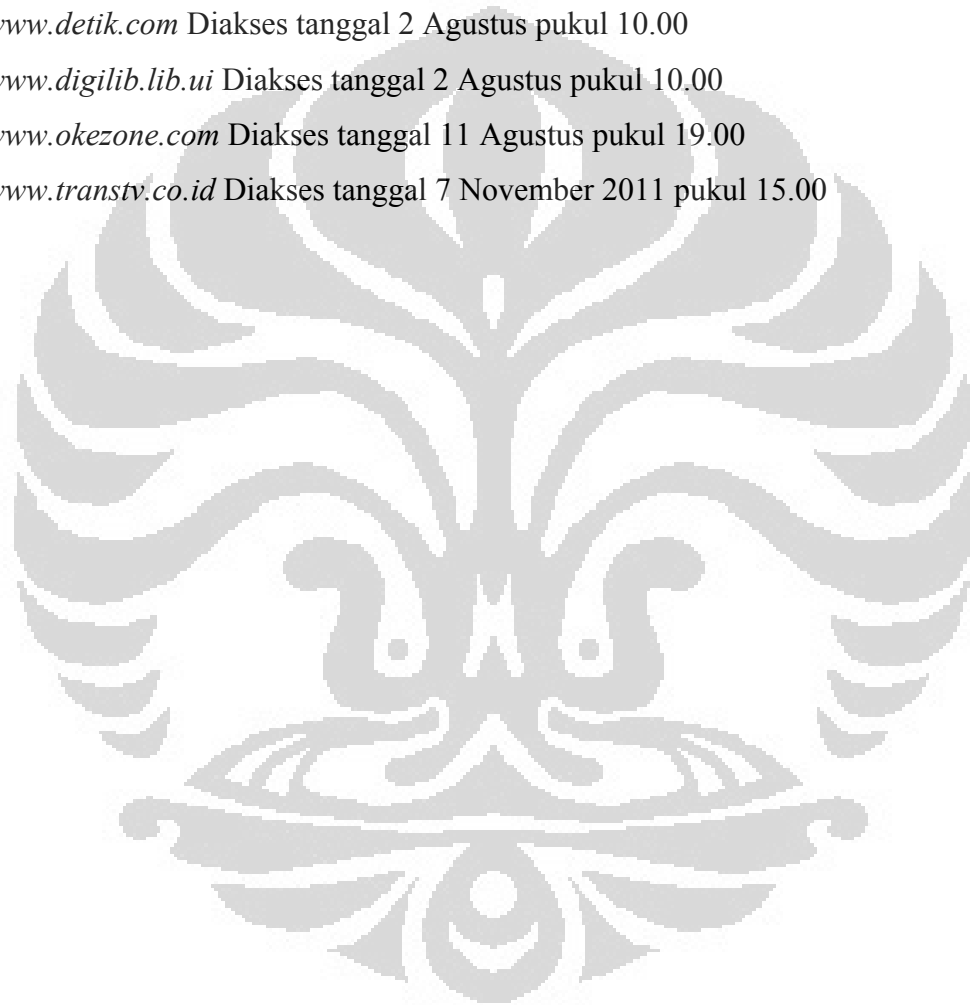 www.detik.com Diakses tanggal 2 Agustus pukul 10.00
www.digilib.lib.ui Diakses tanggal 2 Agustus pukul 10.00
www.okezone.com Diakses tanggal 11 Agustus pukul 19.00
www.transtv.co.id Diakses tanggal 7 November 2011 pukul 15.00